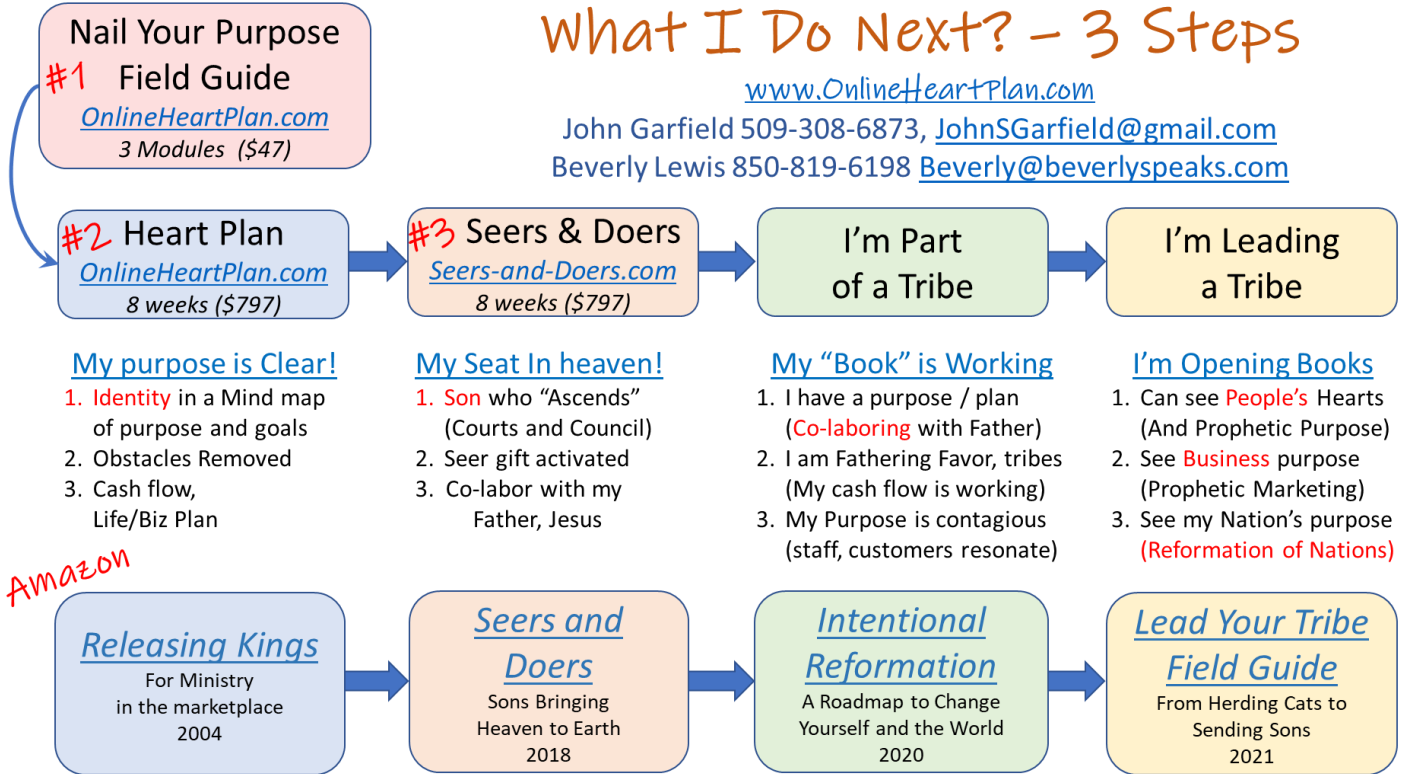 Nail Your Purpose
#1 Field Guide
OnlineHeartPlan.com
3 Modules  ($47)
What I Do Next? – 3 Steps
www.OnlineHeartPlan.com
John Garfield 509-308-6873, JohnSGarfield@gmail.com
Beverly Lewis 850-819-6198 Beverly@beverlyspeaks.com
#2 Heart Plan
OnlineHeartPlan.com
8 weeks ($797)
#3 Seers & Doers
Seers-and-Doers.com
8 weeks ($797)
I'm Part
of a Tribe
I'm Leading
a Tribe
My purpose is Clear!
1. Identity in a Mind map
of purpose and goals
2. Obstacles Removed
3. Cash flow,
Life/Biz Plan
My Seat In heaven!
1. Son who “Ascends”
(Courts and Council)
2. Seer gift activated
3. Co-labor with my
Father, Jesus
My “Book” is Working
1. I have a purpose / plan
(Co-laboring with Father)
2. I am Fathering Favor, tribes
(My cash flow is working)
3. My Purpose is contagious
(staff, customers resonate)
I'm Opening Books
1. Can see People's Hearts
(And Prophetic Purpose)
2. See Business purpose
(Prophetic Marketing)
3. See my Nation's purpose
(Reformation of Nations)
Amazon
Releasing Kings
For Ministry
in the marketplace
2004
Seers and
Doers
Sons Bringing
Heaven to Earth
2018
Intentional
Reformation
A Roadmap to Change
Yourself and the World
2020
Lead Your Tribe
Field Guide
From Herding Cats to
Sending Sons
2021